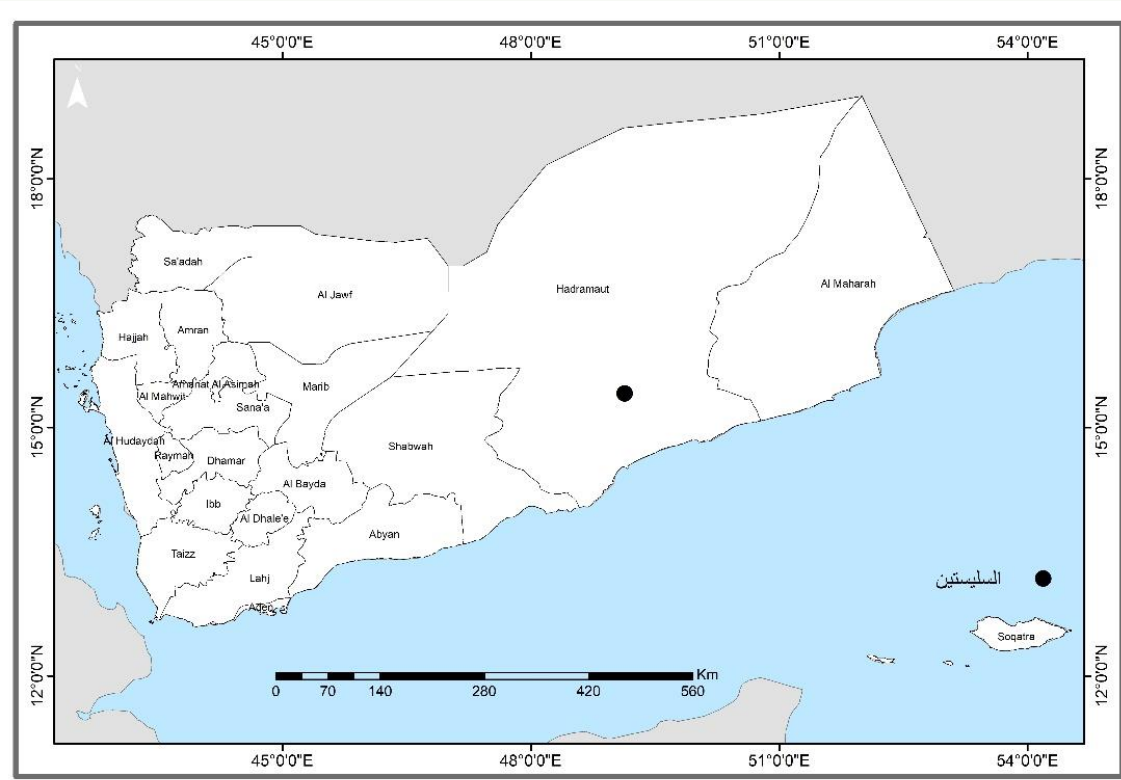 45°0'0"E 48°0'0"E 51°0'0"E 54°0'0"E
18°0'0"N 18°0'0"N
Sa'adah
Al Jawf
Hadramaut
Al Maharah
Hajjah
Amran
Amanat Al Asimah
Marib
Al Mahwit
Sana'a
15°0'0"N 15°0'0"N
Al Hudaydah
Shabwah
Raymah
Dhamar
Al Bayda
Ibb
Al Dhale'e
Abyan
Taizz
Lahj
السليستين
Aden
Soqatra
12°0'0"N 12°0'0"N
Km
0 70 140 280 420 560
45°0'0"E 48°0'0"E 51°0'0"E 54°0'0"E